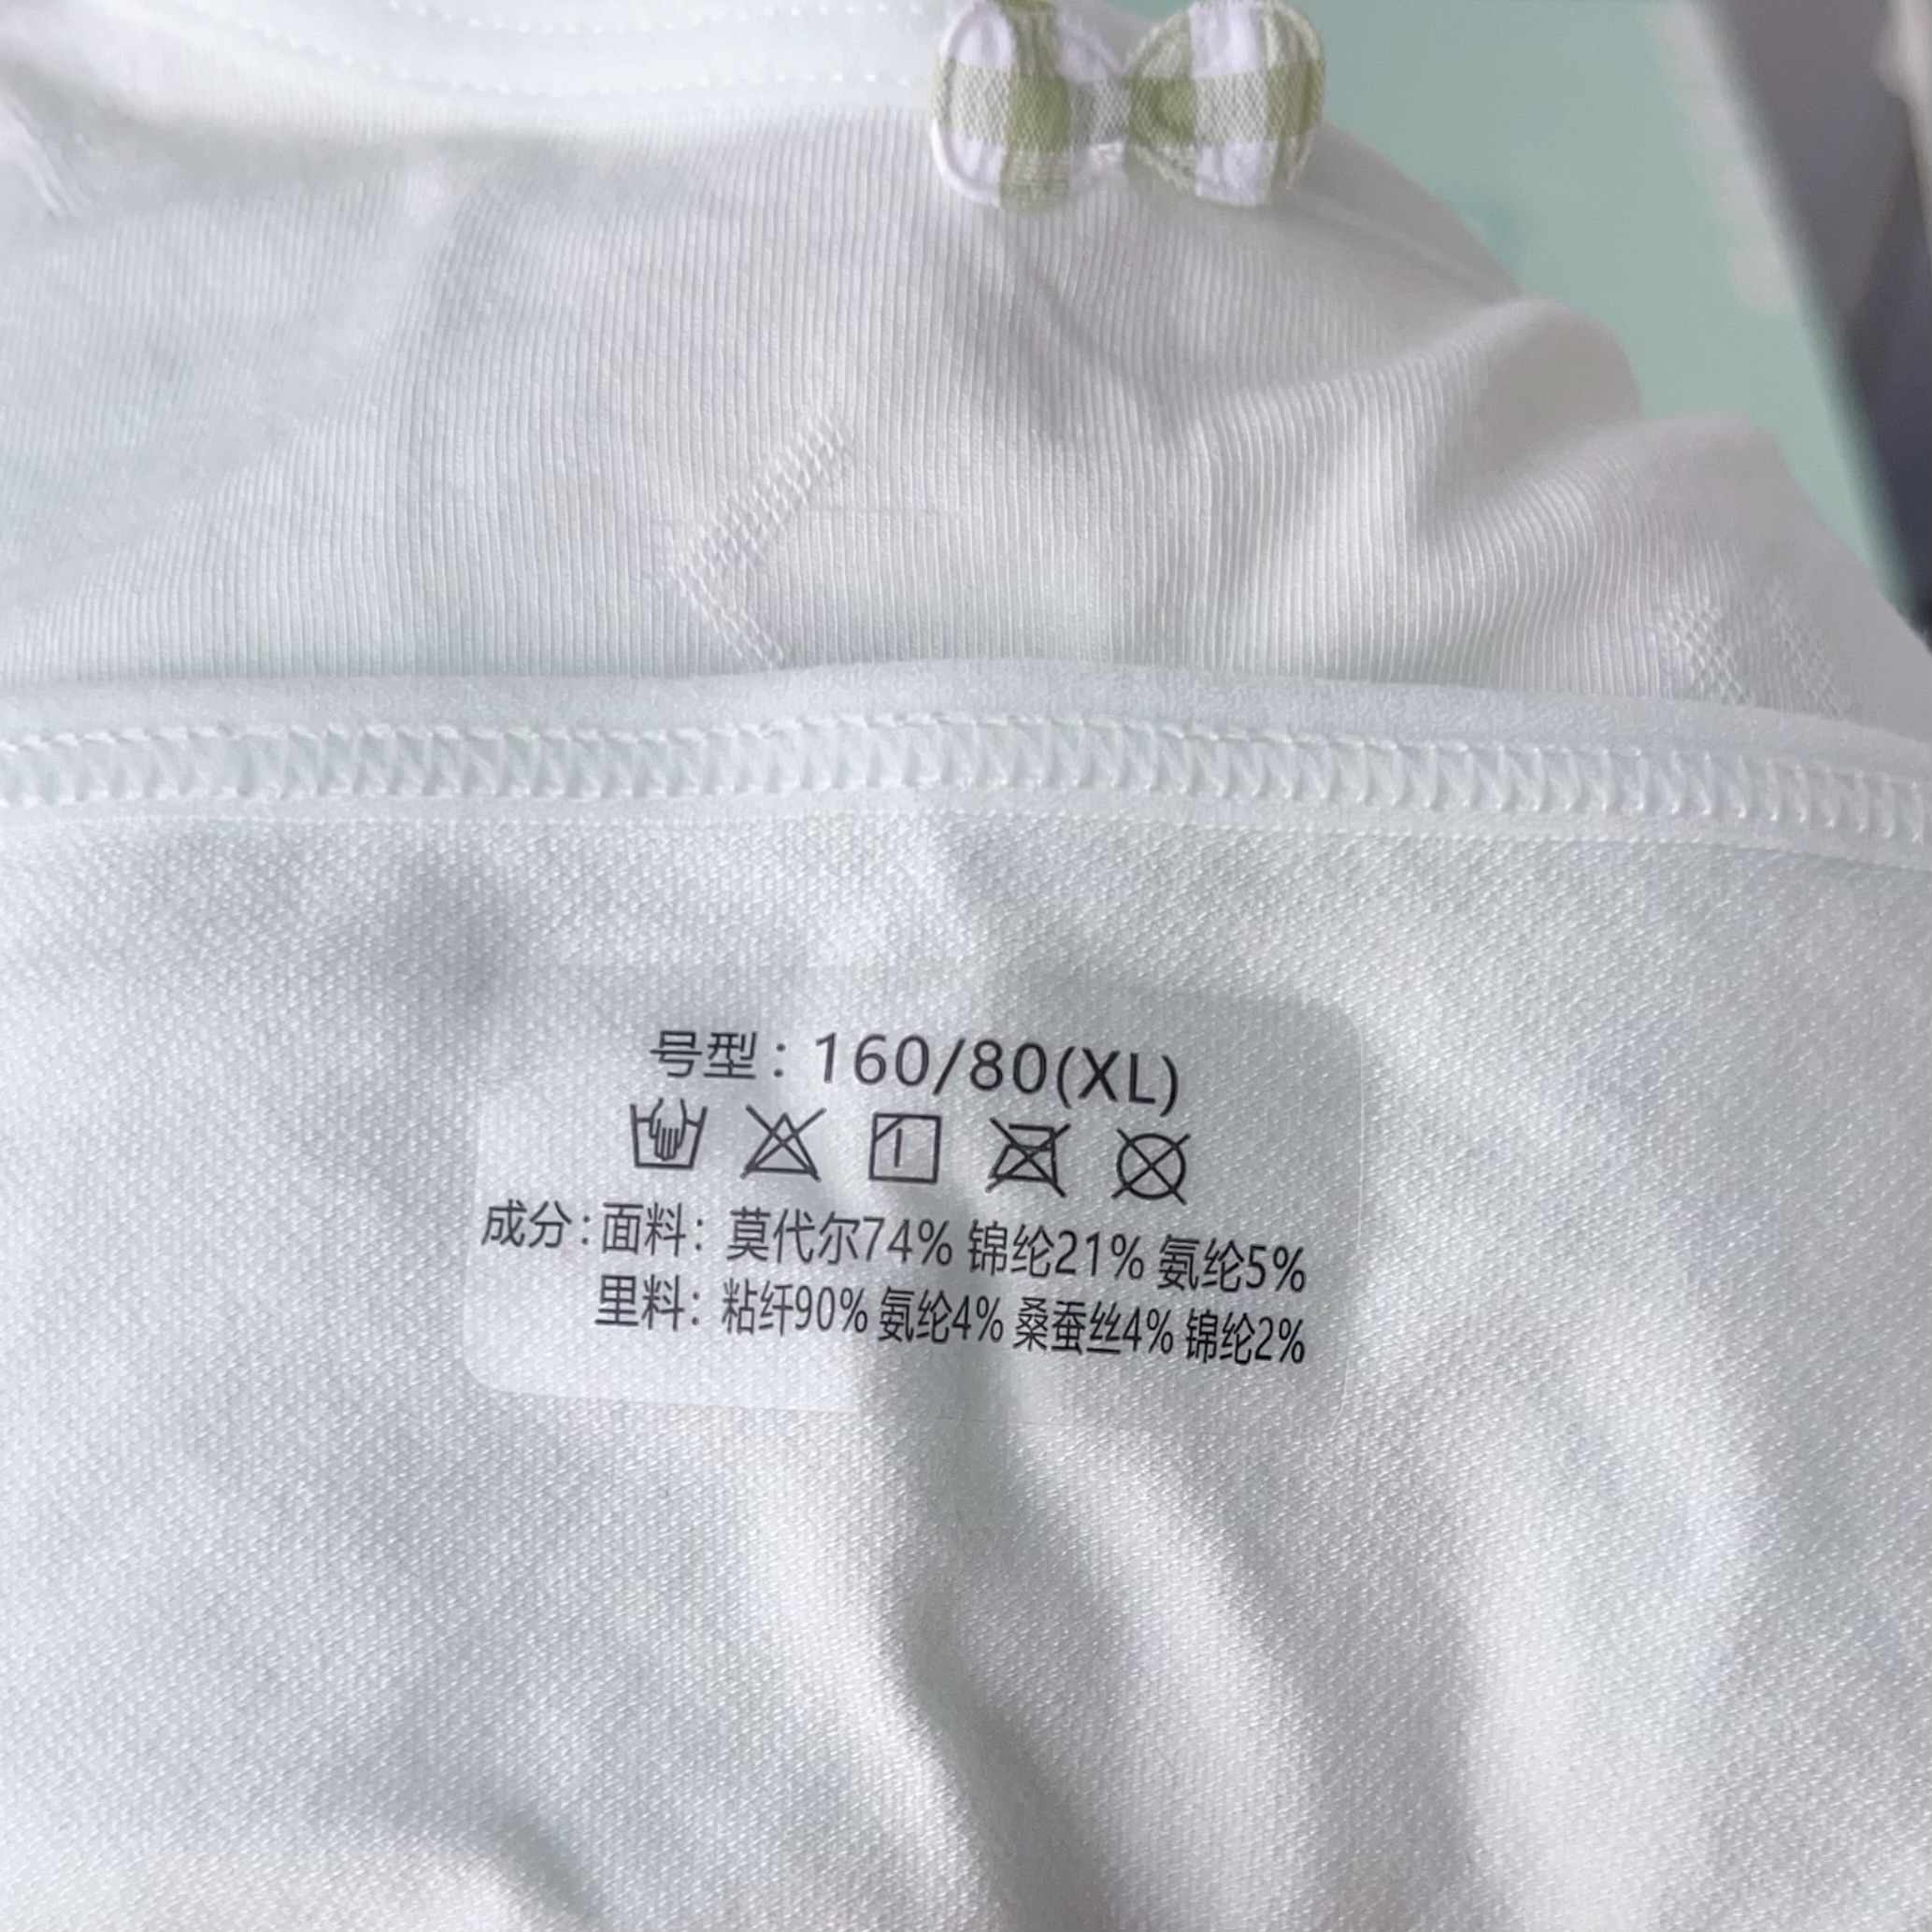 号型: 160/80(XL)
成分: 面料: 莫代尔74% 锦纶21% 氨纶5%
里料: 粘纤90% 氨纶4% 桑蚕丝4% 锦纶2%